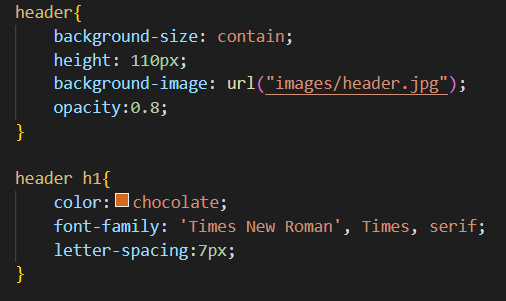 header{
    background-size: contain;
    height: 110px;
    background-image: url("images/header.jpg");
    opacity:0.8;
}

header h1{
    color:chocolate;
    font-family: 'Times New Roman', Times, serif;
    letter-spacing:7px;
}